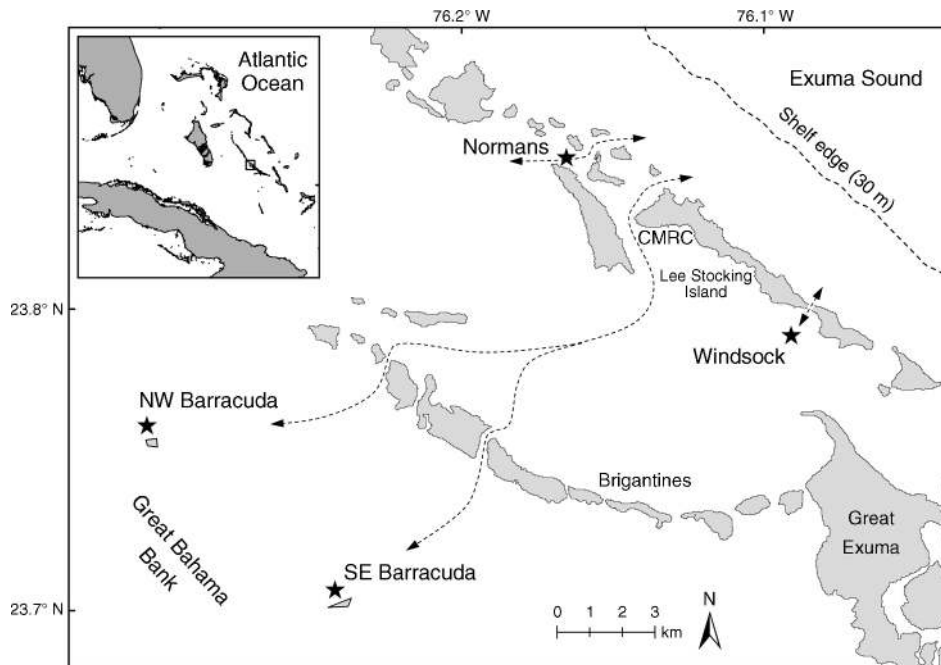 76.2° W
76.1° W
Atlantic
Ocean
Exuma Sound
Shelf edge (30 m)
Normans
CMRC
Lee Stocking
Island
23.8° N
Windsock
NW Barracuda
Brigantines
Great Bahama
Bank
Great
Exuma
SE Barracuda
23.7° N
N
0 1 2 3
km